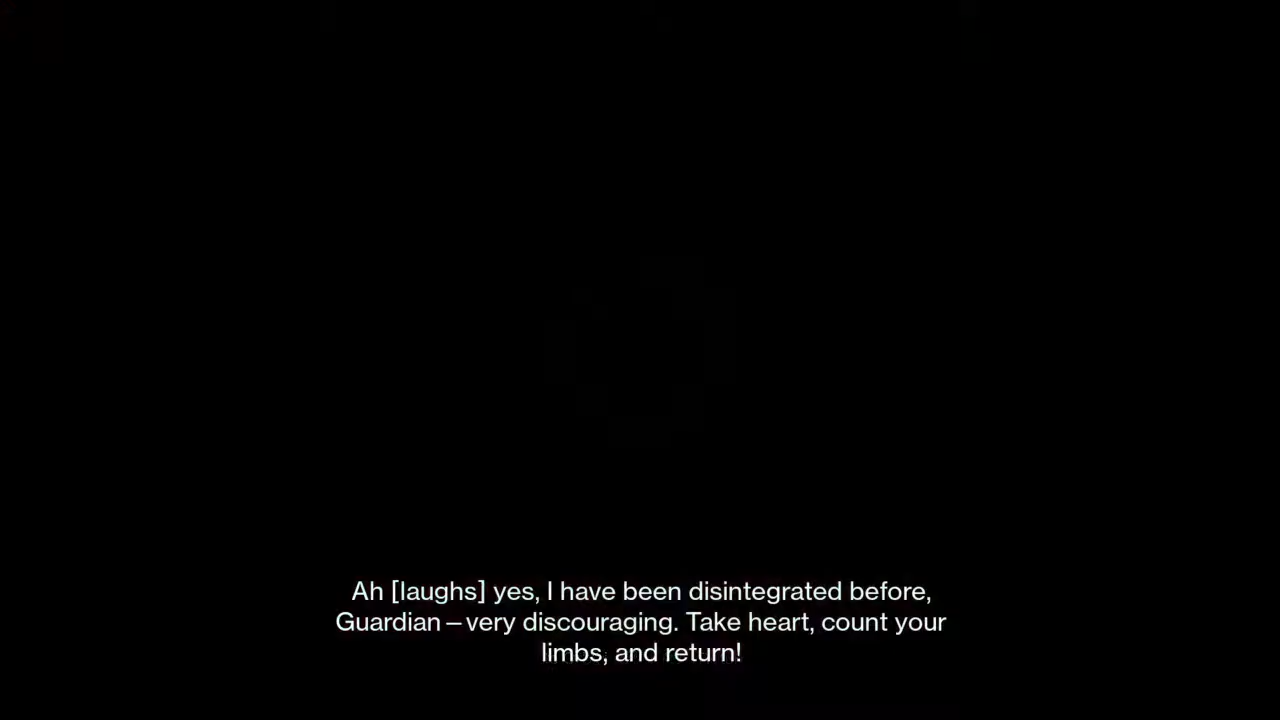 Ah [laughs] yes, I have been disintegrated before,
Guardian—very discouraging. Take heart, count your
limbs, and return!